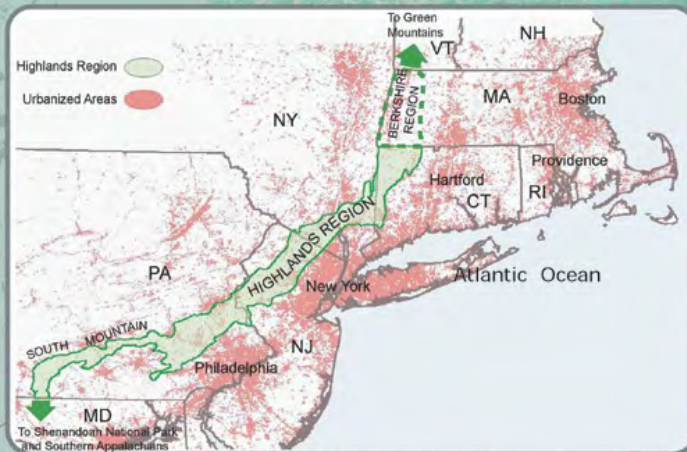 To Green
Mountains
VT
NH
Highlands Region
Urbanized Areas
BERKSHIRE
REGION
MA
Boston
NY
Providence
Hartford
CT
RI
HIGHLANDS REGION
PA
New York
Atlantic Ocean
SOUTH MOUNTAIN
NJ
Philadelphia
MD
To Shenandoah National Park
and Southern Appalachians